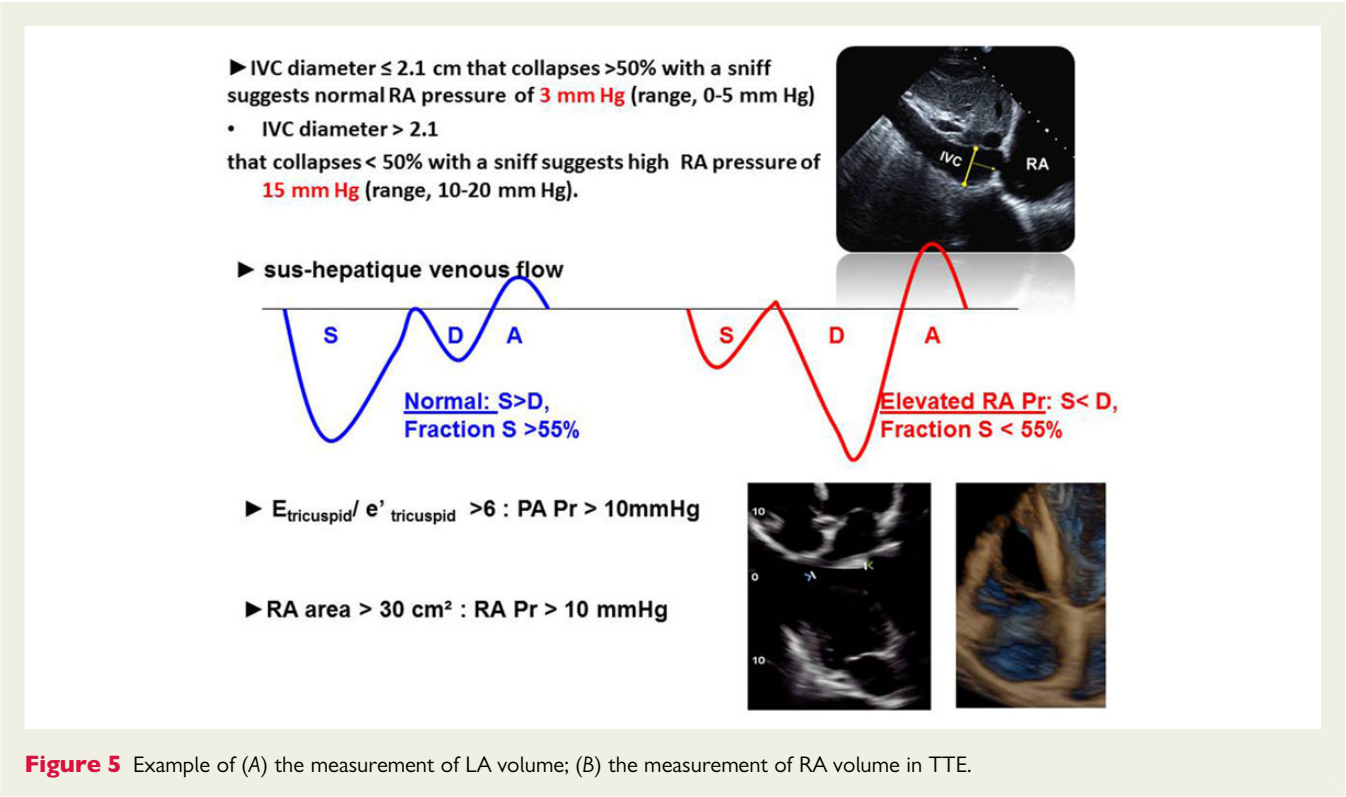 ►IVC diameter ≤ 2.1 cm that collapses >50% with a sniff
suggests normal RA pressure of 3 mm Hg (range, 0-5 mm Hg)
• IVC diameter > 2.1
that collapses < 50% with a sniff suggests high RA pressure of
15 mm Hg (range, 10-20 mm Hg).
IVC
RA
► sus-hepatique venous flow
S D A
S D A
Normal: S>D,
Fraction S >55%
Elevated RA Pr: S< D,
Fraction S < 55%
► Etricuspid/ e’ tricuspid >6 : PA Pr > 10mmHg
►RA area > 30 cm² : RA Pr > 10 mmHg
10
0
10
Figure 5 Example of (A) the measurement of LA volume; (B) the measurement of RA volume in TTE.